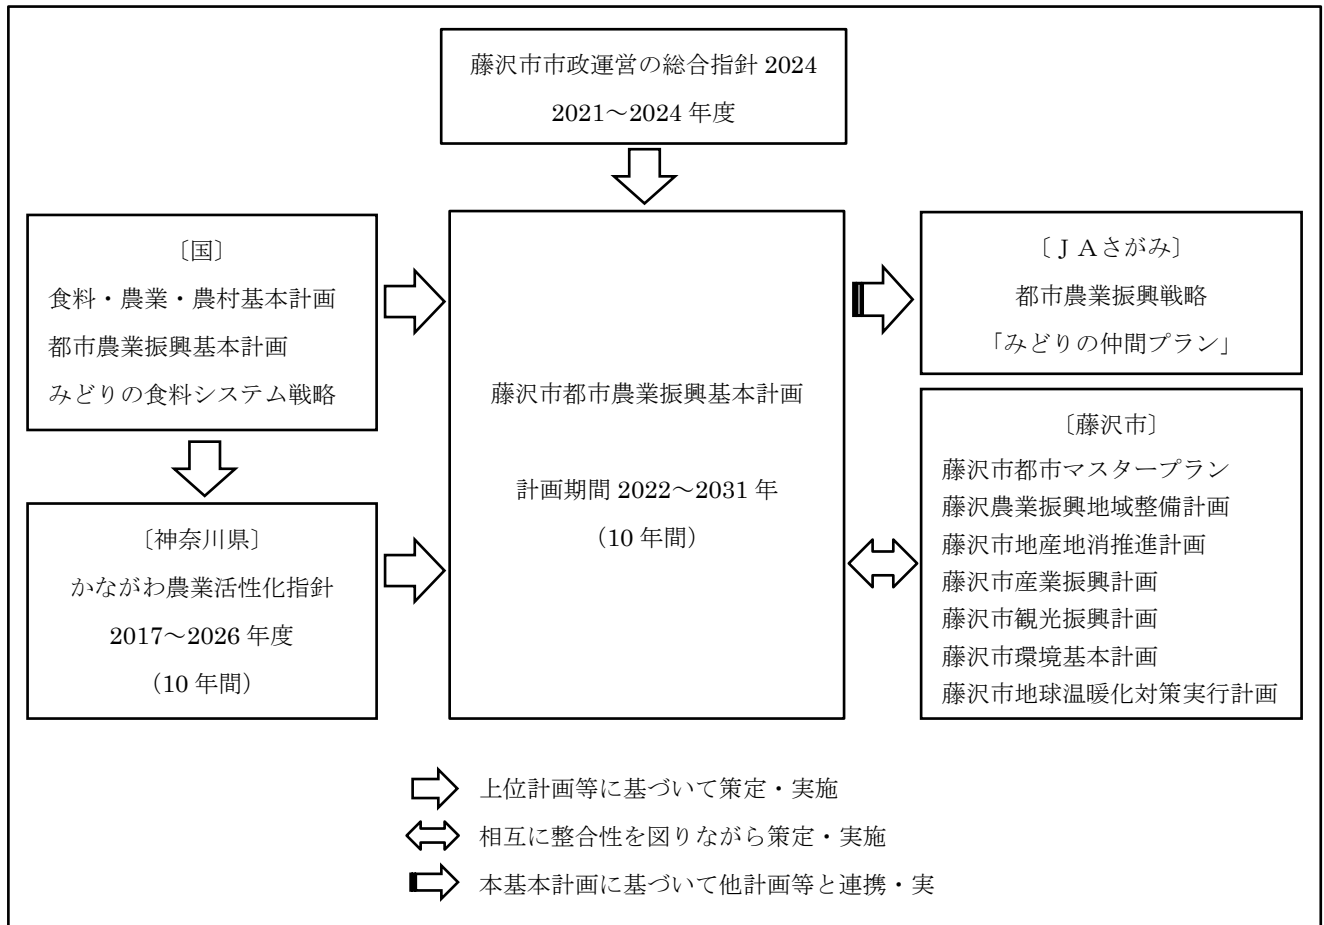 藤沢市市政運営の総合指針 2024
2021～2024 年度
〔国〕
食料・農業・農村基本計画
都市農業振興基本計画
みどりの食料システム戦略
〔神奈川県〕
かながわ農業活性化指針
2017～2026 年度
（10 年間）
藤沢市都市農業振興基本計画
計画期間 2022～2031 年
（10 年間）
〔ＪＡさがみ〕
都市農業振興戦略
「みどりの仲間プラン」
〔藤沢市〕
藤沢市都市マスタープラン
藤沢農業振興地域整備計画
藤沢市地産地消推進計画
藤沢市産業振興計画
藤沢市観光振興計画
藤沢市環境基本計画
藤沢市地球温暖化対策実行計画
上位計画等に基づいて策定・実施
相互に整合性を図りながら策定・実施
本基本計画に基づいて他計画等と連携・実